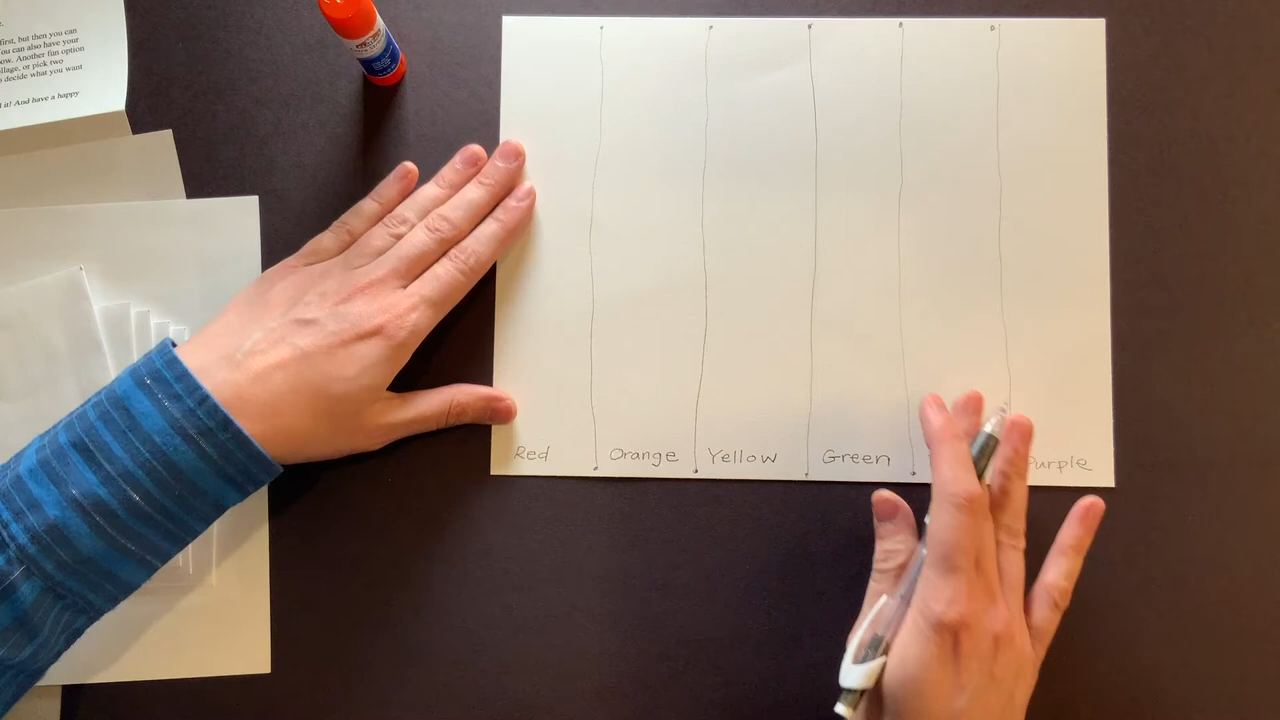 e.
first, but then you can
You can also have your
ow. Another fun option
llage, or pick two
o decide what you want
d it! And have a happy
Red
Orange
Yellow
Green
Purple